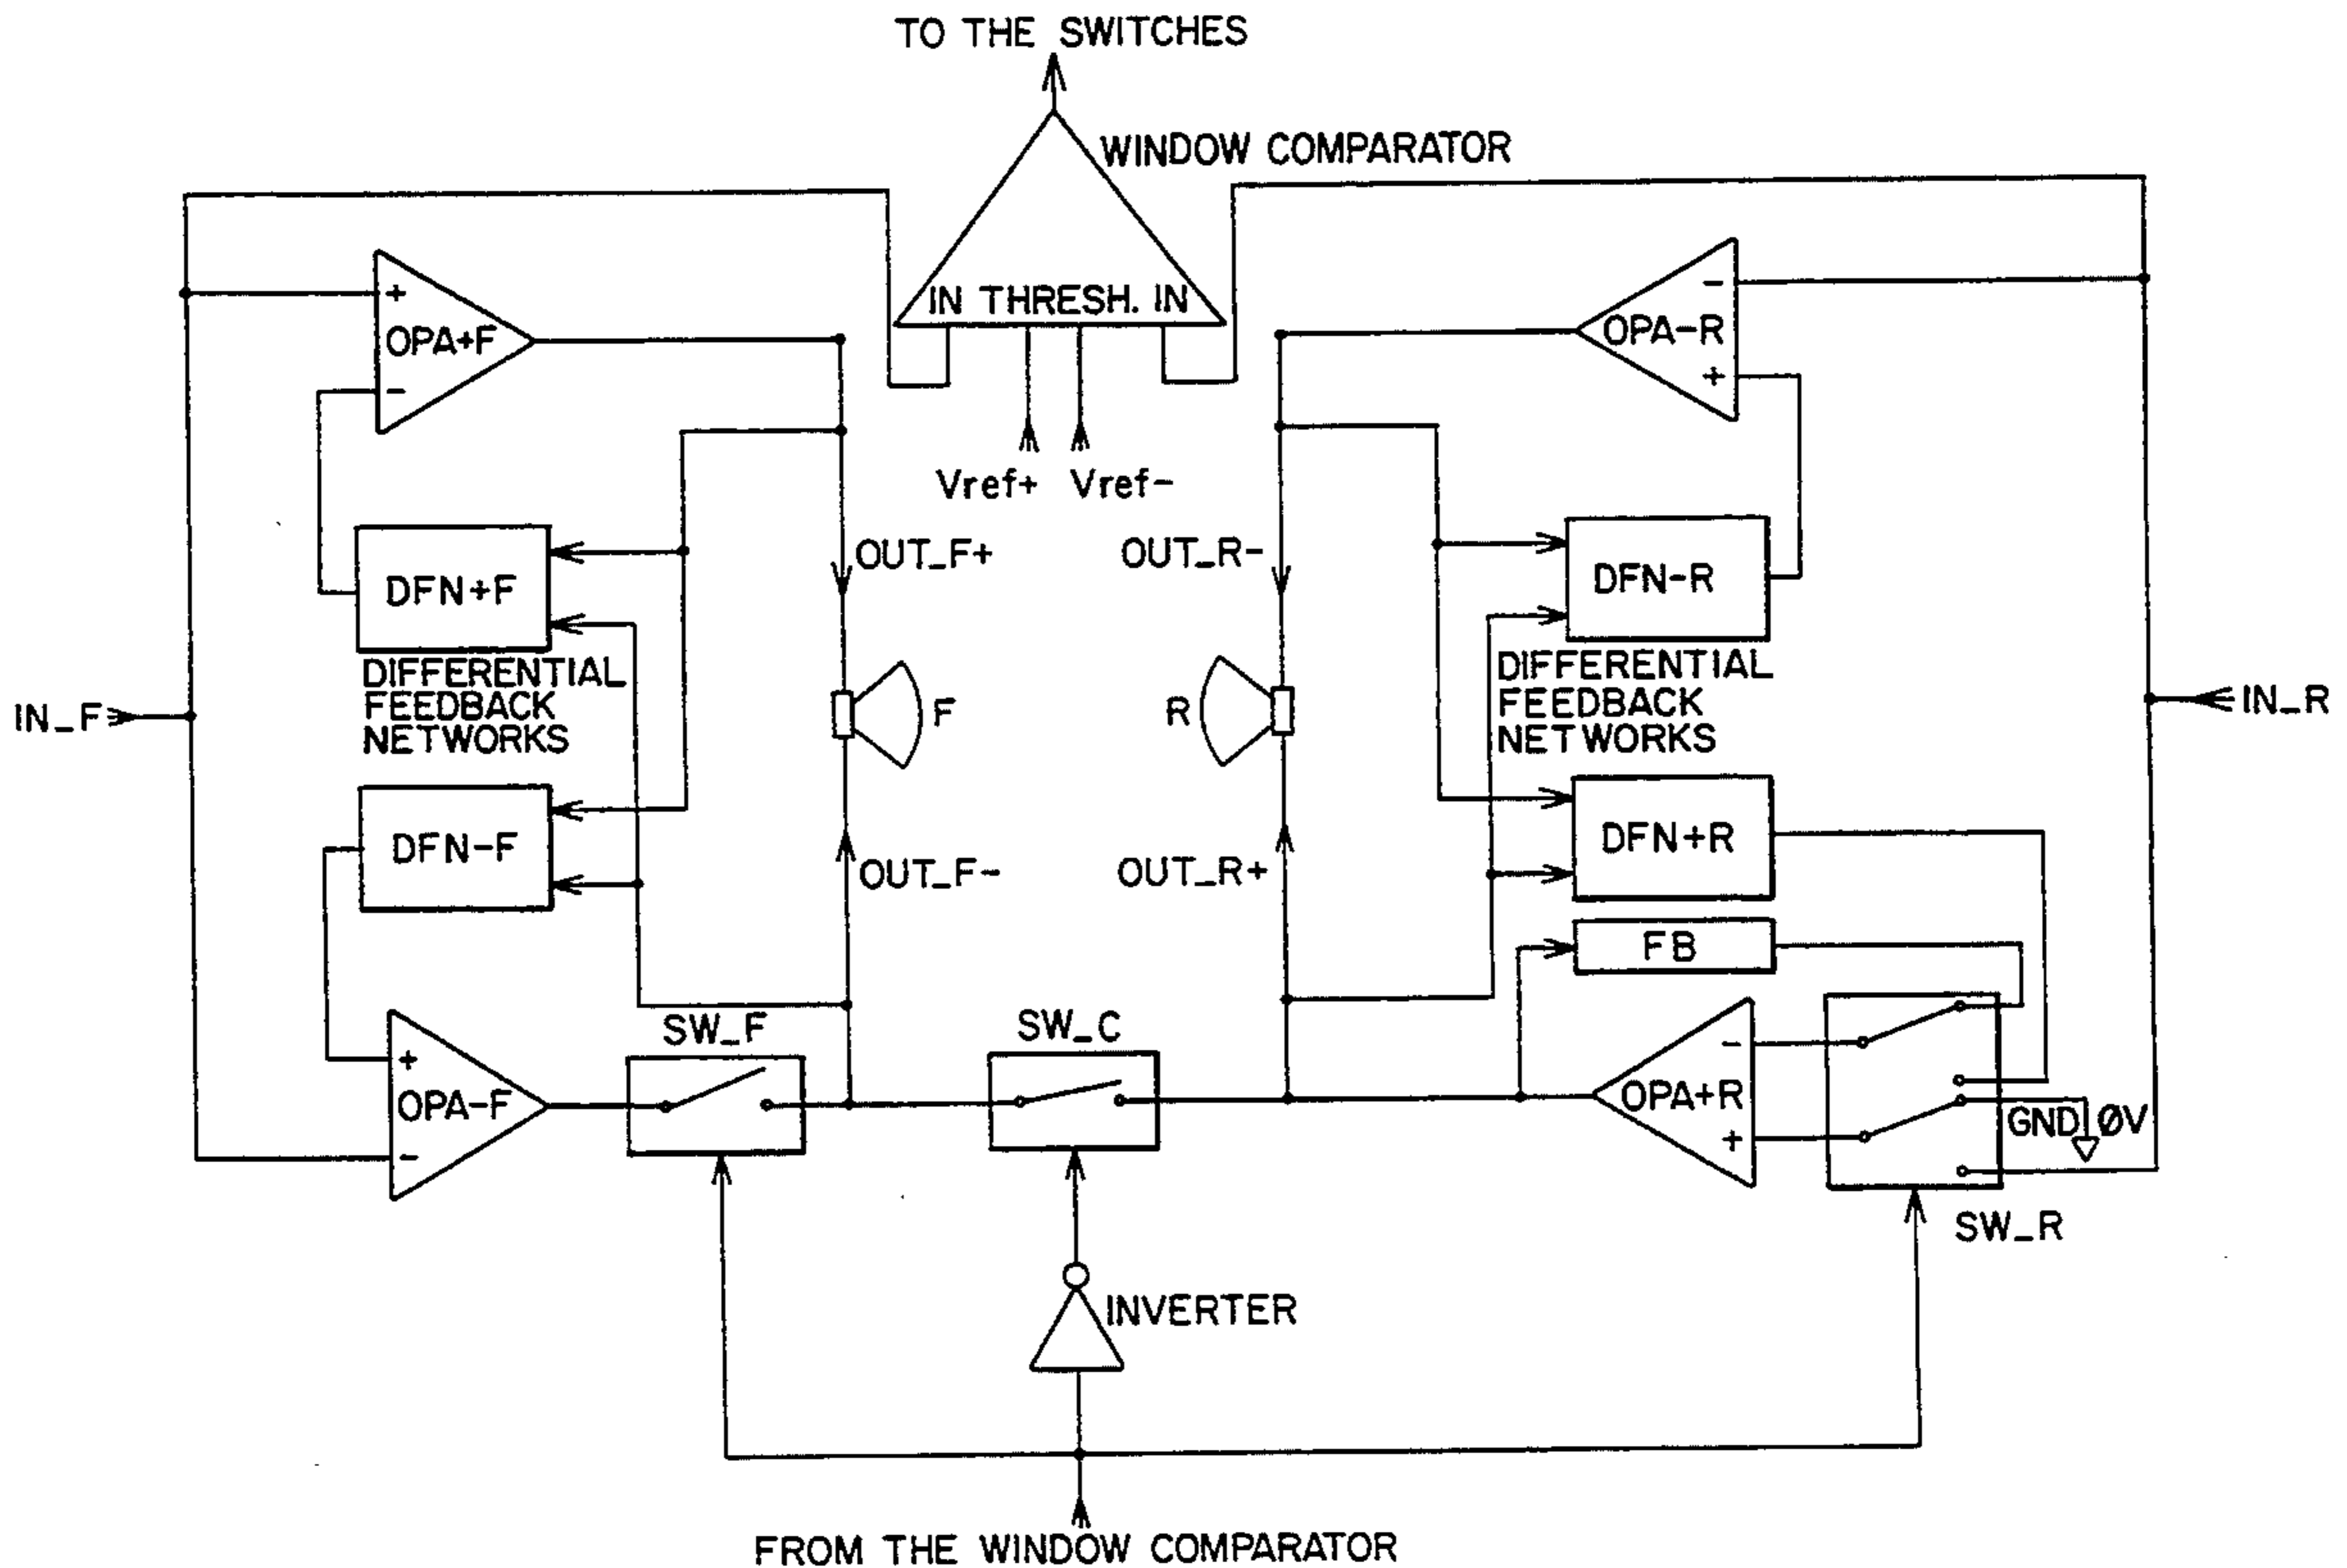 TO THE SWITCHES
WINDOW COMPARATOR
IN THRESH. IN
+
OPA+F
-
-
OPA-R
+
Vref+ Vref-
OUT_F+
OUT_R-
DFN+F
DFN-R
DIFFERENTIAL
FEEDBACK
NETWORKS
DIFFERENTIAL
FEEDBACK
NETWORKS
IN_F
F
R
IN_R
DFN-F
DFN+R
OUT_F-
OUT_R+
FB
SW_F
SW_C
+
OPA-F
-
-
OPA+R
+
GND ØV
SW_R
INVERTER
FROM THE WINDOW COMPARATOR